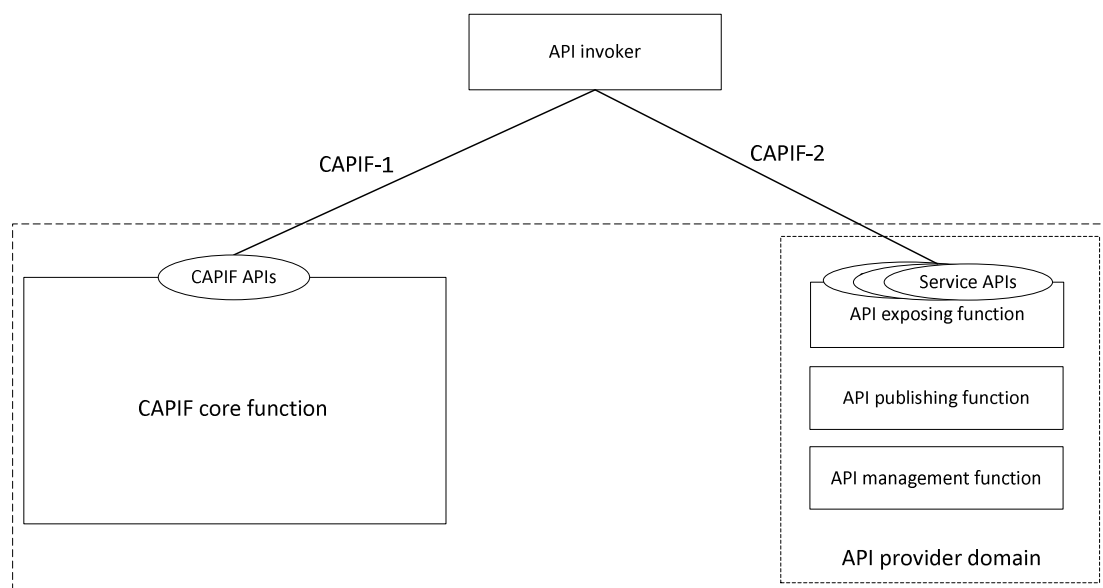 API invoker
CAPIF-1
CAPIF-2
CAPIF APIs
Service APIs
API exposing function
CAPIF core function
API publishing function
API management function
API provider domain